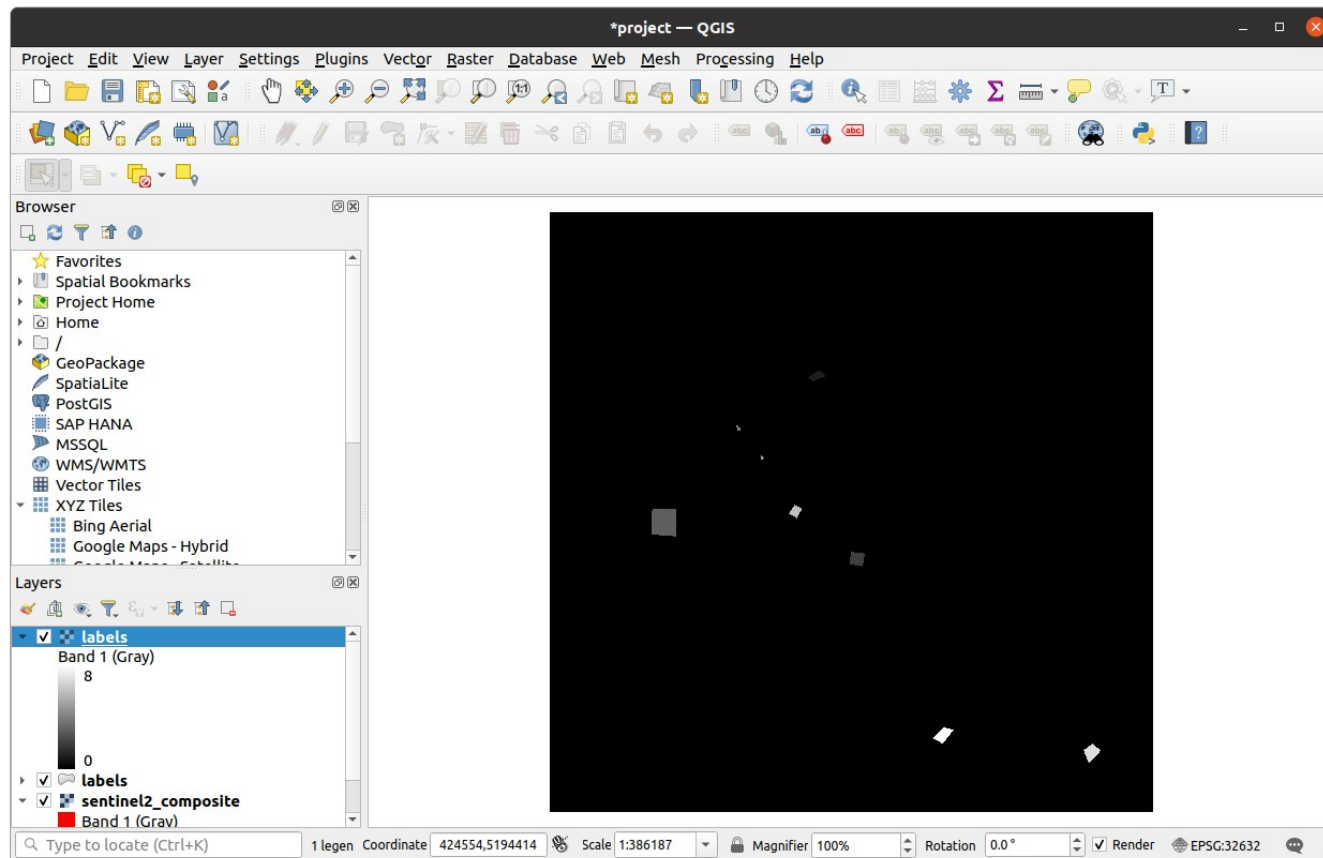 *project — QGIS
Project Edit View Layer Settings Plugins Vector Raster Database Web Mesh Processing Help
Browser
Favorites
Spatial Bookmarks
Project Home
Home
/
GeoPackage
SpatiaLite
PostGIS
SAP HANA
MSSQL
WMS/WMTS
Vector Tiles
XYZ Tiles
Bing Aerial
Google Maps - Hybrid
Google Maps - Satellite
Layers
labels
Band 1 (Gray)
8
0
labels
sentinel2_composite
Band 1 (Gray)
Type to locate (Ctrl+K) 1 legen Coordinate 424554,5194414 Scale 1:386187 Magnifier 100% Rotation 0.0 ° Render EPSG:32632